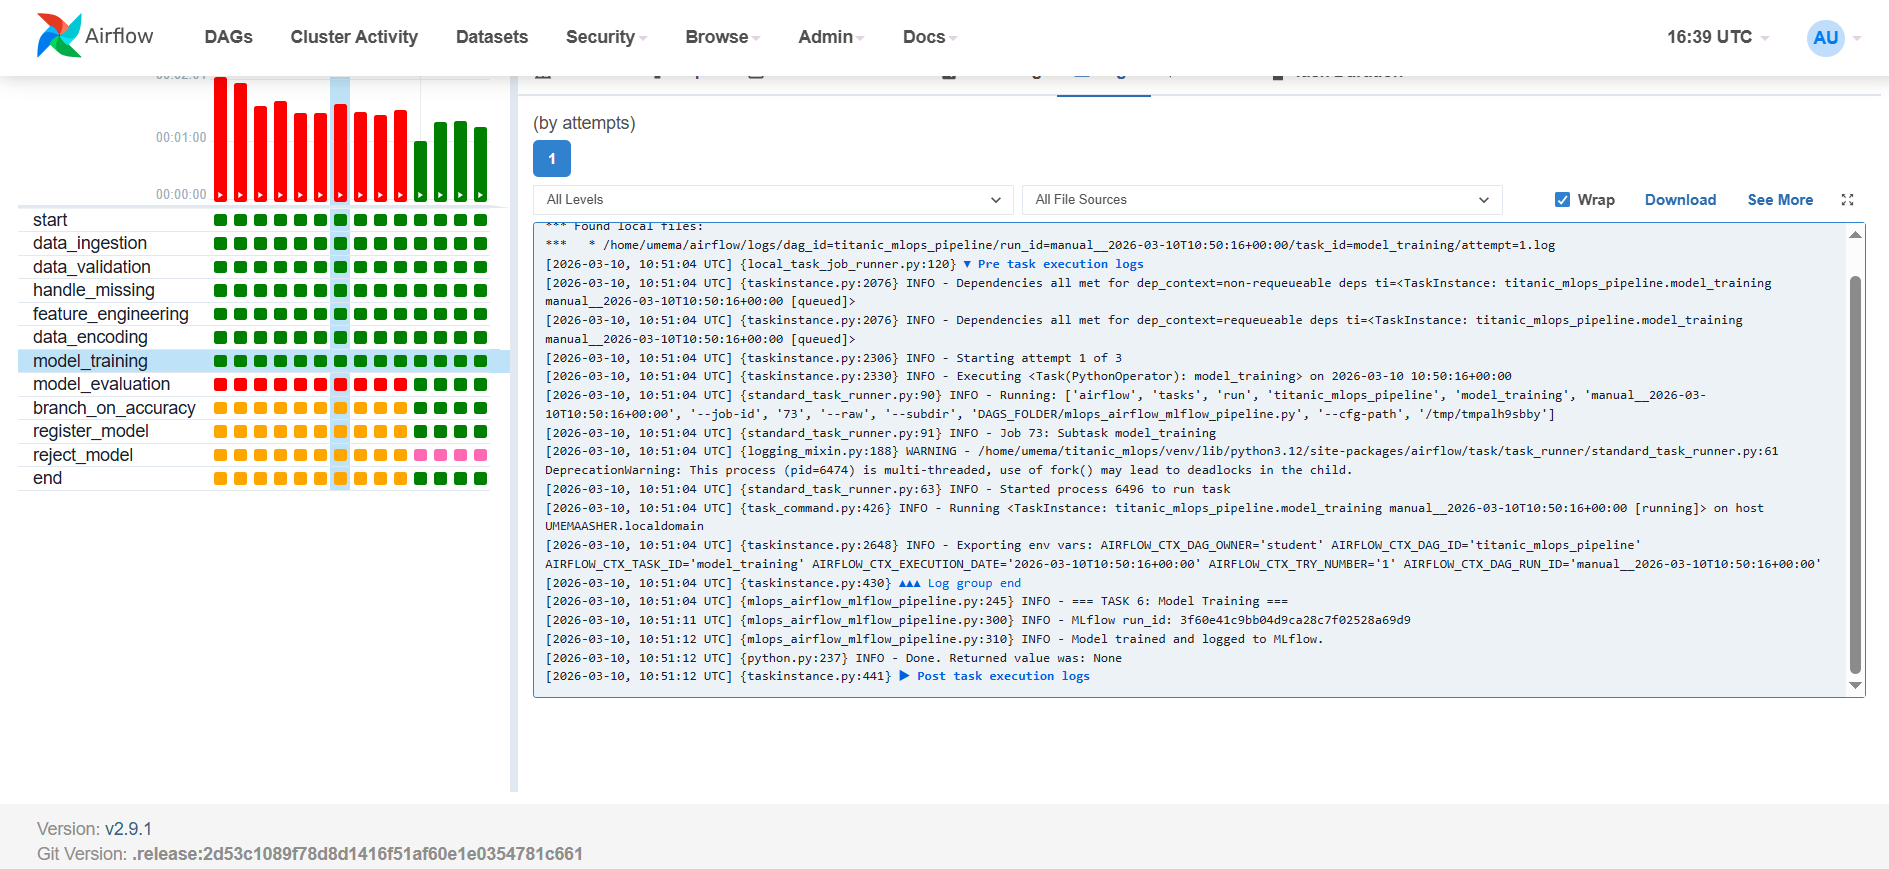 Airflow
DAGs
Cluster Activity
Datasets
Security
Browse
Admin
Docs
16:39 UTC
AU
00:01:00
00:00:00
start
data_ingestion
data_validation
handle_missing
feature_engineering
data_encoding
model_training
model_evaluation
branch_on_accuracy
register_model
reject_model
end
(by attempts)
1
All Levels
All File Sources
Wrap
Download
See More
*** Found local files:
***   * /home/umema/airflow/logs/dag_id=titanic_mlops_pipeline/run_id=manual__2026-03-10T10:50:16+00:00/task_id=model_training/attempt=1.log
[2026-03-10, 10:51:04 UTC] {local_task_job_runner.py:120} ▼ Pre task execution logs
[2026-03-10, 10:51:04 UTC] {taskinstance.py:2076} INFO - Dependencies all met for dep_context=non-requeueable deps ti=<TaskInstance: titanic_mlops_pipeline.model_training
manual__2026-03-10T10:50:16+00:00 [queued]>
[2026-03-10, 10:51:04 UTC] {taskinstance.py:2076} INFO - Dependencies all met for dep_context=requeueable deps ti=<TaskInstance: titanic_mlops_pipeline.model_training
manual__2026-03-10T10:50:16+00:00 [queued]>
[2026-03-10, 10:51:04 UTC] {taskinstance.py:2306} INFO - Starting attempt 1 of 3
[2026-03-10, 10:51:04 UTC] {taskinstance.py:2330} INFO - Executing <Task(PythonOperator): model_training> on 2026-03-10 10:50:16+00:00
[2026-03-10, 10:51:04 UTC] {standard_task_runner.py:90} INFO - Running: ['airflow', 'tasks', 'run', 'titanic_mlops_pipeline', 'model_training', 'manual__2026-03-
10T10:50:16+00:00', '--job-id', '73', '--raw', '--subdir', 'DAGS_FOLDER/mlops_airflow_mlflow_pipeline.py', '--cfg-path', '/tmp/tmpalh9sbby']
[2026-03-10, 10:51:04 UTC] {standard_task_runner.py:91} INFO - Job 73: Subtask model_training
[2026-03-10, 10:51:04 UTC] {logging_mixin.py:188} WARNING - /home/umema/titanic_mlops/venv/lib/python3.12/site-packages/airflow/task/task_runner/standard_task_runner.py:61
DeprecationWarning: This process (pid=6474) is multi-threaded, use of fork() may lead to deadlocks in the child.
[2026-03-10, 10:51:04 UTC] {standard_task_runner.py:63} INFO - Started process 6496 to run task
[2026-03-10, 10:51:04 UTC] {task_command.py:426} INFO - Running <TaskInstance: titanic_mlops_pipeline.model_training manual__2026-03-10T10:50:16+00:00 [running]> on host
UMEMAASHER.localdomain
[2026-03-10, 10:51:04 UTC] {taskinstance.py:2648} INFO - Exporting env vars: AIRFLOW_CTX_DAG_OWNER='student' AIRFLOW_CTX_DAG_ID='titanic_mlops_pipeline'
AIRFLOW_CTX_TASK_ID='model_training' AIRFLOW_CTX_EXECUTION_DATE='2026-03-10T10:50:16+00:00' AIRFLOW_CTX_TRY_NUMBER='1' AIRFLOW_CTX_DAG_RUN_ID='manual__2026-03-10T10:50:16+00:00'
[2026-03-10, 10:51:04 UTC] {taskinstance.py:430} ▲▲▲ Log group end
[2026-03-10, 10:51:04 UTC] {mlops_airflow_mlflow_pipeline.py:245} INFO - === TASK 6: Model Training ===
[2026-03-10, 10:51:11 UTC] {mlops_airflow_mlflow_pipeline.py:300} INFO - MLflow run_id: 3f60e41c9bb04d9ca28c7f02528a69d9
[2026-03-10, 10:51:12 UTC] {mlops_airflow_mlflow_pipeline.py:310} INFO - Model trained and logged to MLflow.
[2026-03-10, 10:51:12 UTC] {python.py:237} INFO - Done. Returned value was: None
[2026-03-10, 10:51:12 UTC] {taskinstance.py:441} ▶ Post task execution logs
Version: v2.9.1
Git Version: .release:2d53c1089f78d8d1416f51af60e1e0354781c661